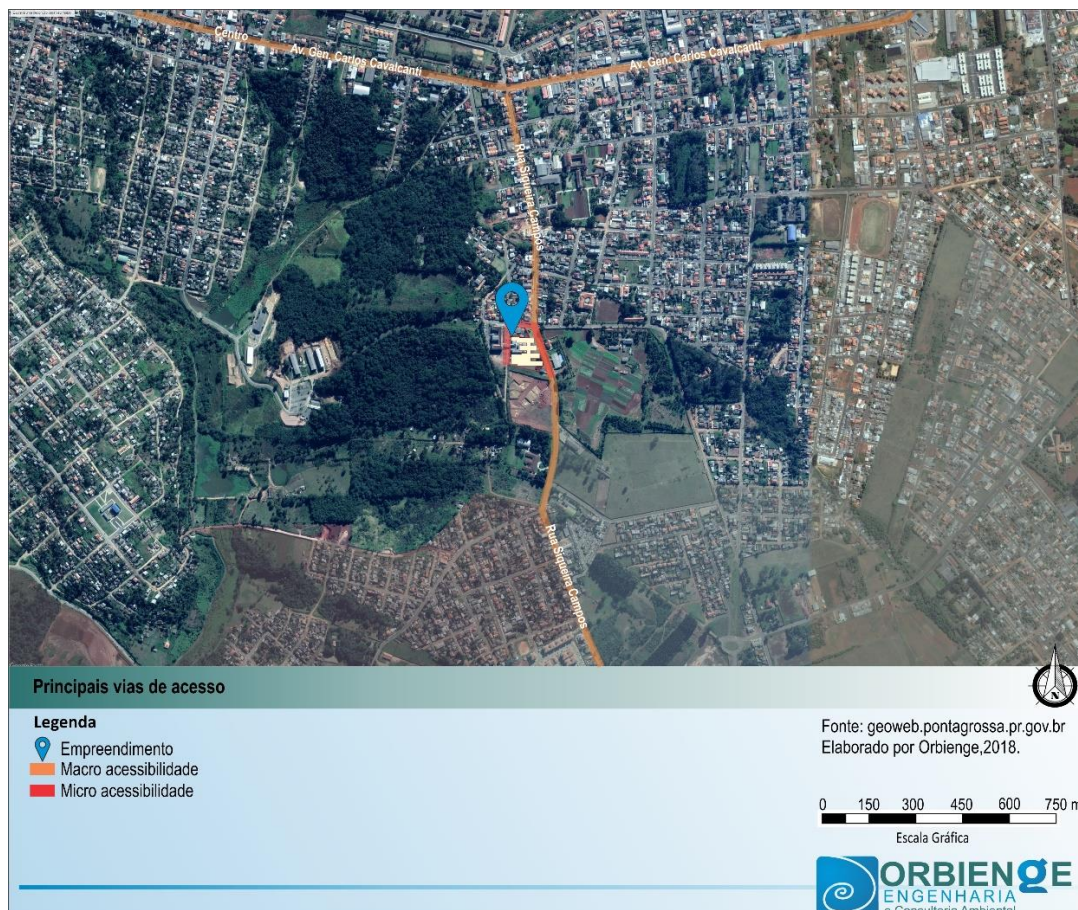 Centro
Av. Gen. Carlos Cavalcanti
Av. Gen. Carlos Cavalcanti
Rua Siqueira Campos
Rua Siqueira Campos
Principais vias de acesso
N
Legenda
Empreendimento
Macro acessibilidade
Micro acessibilidade
Fonte: geoweb.pontagrossa.pr.gov.br
Elaborado por Orbienge,2018.
0 150 300 450 600 750 m
Escala Gráfica
ORBIENGE
ENGENHARIA
e Consultoria Ambiental